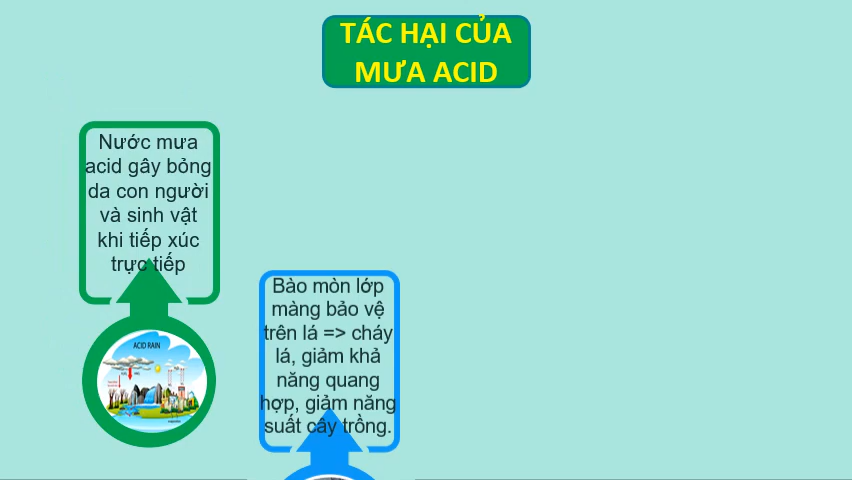 TÁC HẠI CỦA
MƯA ACID
Nước mưa
acid gây bỏng
da con người
và sinh vật
khi tiếp xúc
trực tiếp
Bào mòn lớp
màng bảo vệ
trên lá => cháy
lá, giảm khả
năng quang
hợp, giảm năng
suất cây trồng.
ACID RAIN